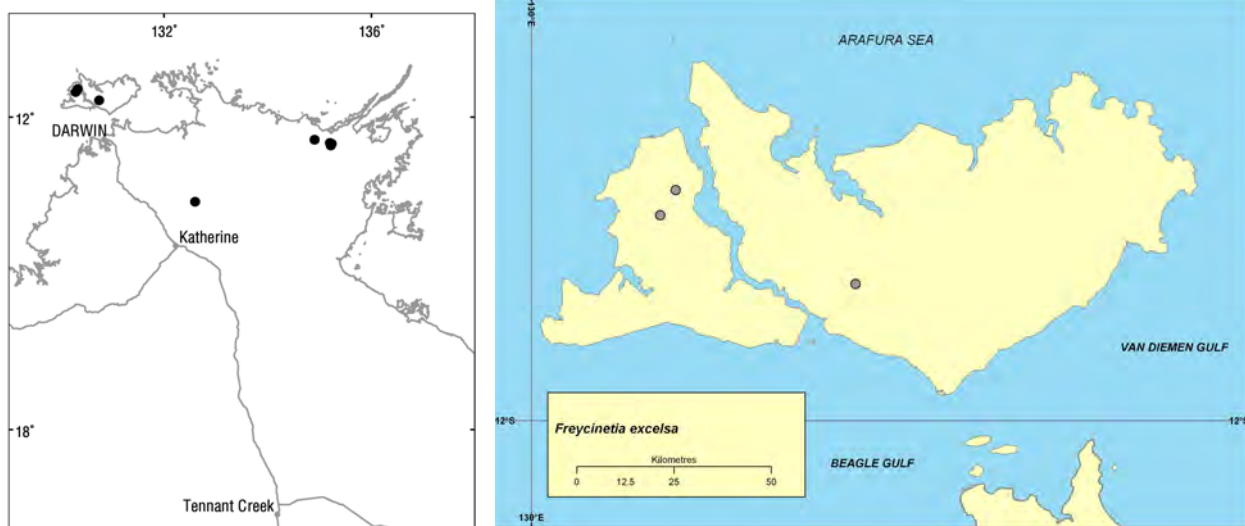 132°
136°
12°
DARWIN
Katherine
18°
Tennant Creek
130°E
ARAFURA SEA
VAN DIEMEN GULF
12°S
12°
Freycinetia excelsa
Kilometres
0 12.5 25 50
BEAGLE GULF
130°E